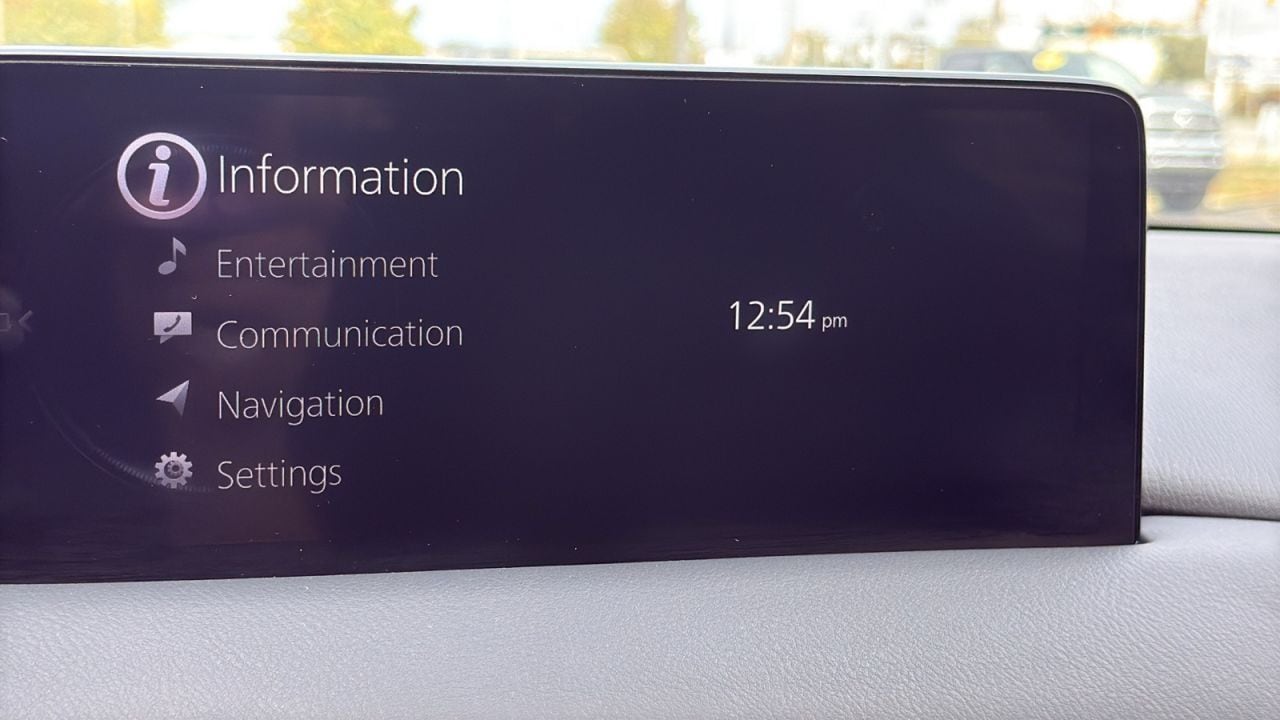 Information
Entertainment
Communication
12:54 pm
Navigation
Settings